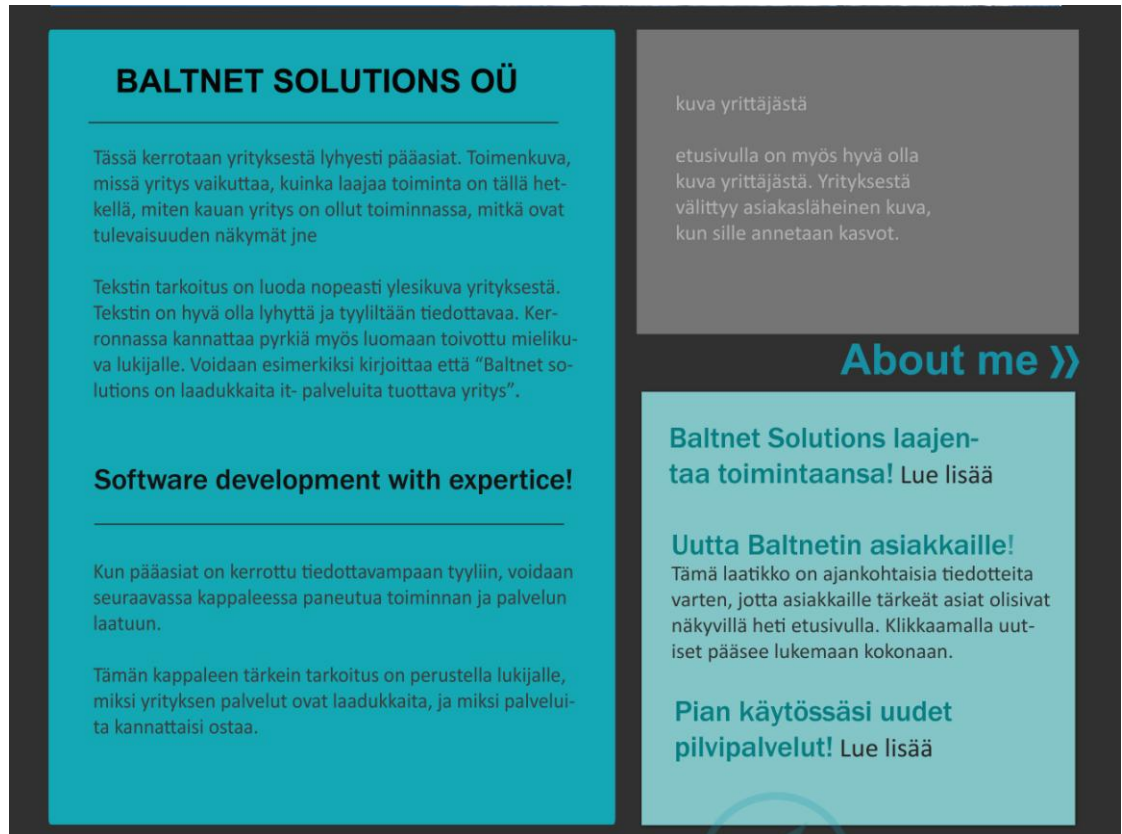 BALTNET SOLUTIONS OÜ
Tässä kerrotaan yrityksestä lyhyesti pääasiat. Toimenkuva,
missä yritys vaikuttaa, kuinka laajaa toiminta on tällä het-
kellä, miten kauan yritys on ollut toiminnassa, mitkä ovat
tulevaisuuden näkymät jne
Tekstin tarkoitus on luoda nopeasti ylesikuva yrityksestä.
Tekstin on hyvä olla lyhyttä ja tyyliltään tiedottavaa. Ker-
ronnassa kannattaa pyrkiä myös luomaan toivottu mieliku-
va lukijalle. Voidaan esimerkiksi kirjoittaa että “Baltnet so-
lutions on laadukkaita it- palveluita tuottava yritys”.
Software development with expertice!
Kun pääasiat on kerrottu tiedottavampaan tyyliin, voidaan
seuraavassa kappaleessa paneutua toiminnan ja palvelun
laatuun.
Tämän kappaleen tärkein tarkoitus on perustella lukijalle,
miksi yrityksen palvelut ovat laadukkaita, ja miksi palvelui-
ta kannattaisi ostaa.
kuva yrittäjästä
etusivulla on myös hyvä olla
kuva yrittäjästä. Yrityksestä
välittyy asiakasläheinen kuva,
kun sille annetaan kasvot.
About me »
Baltnet Solutions laajen-
taa toimintaansa! Lue lisää
Uutta Baltnetin asiakkaille!
Tämä laatikko on ajankohtaisia tiedotteita
varten, jotta asiakkaille tärkeät asiat olisivat
näkyvillä heti etusivulla. Klikkaamalla uut-
iset pääsee lukemaan kokonaan.
Pian käytössäsi uudet
pilvipalvelut! Lue lisää